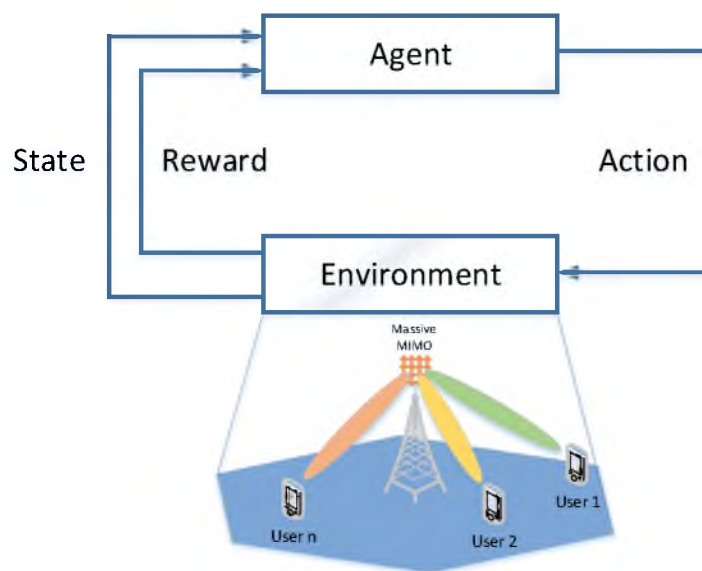 Agent
State
Reward
Action
Environment
Massive
MIMO
User 1
User n
User 2